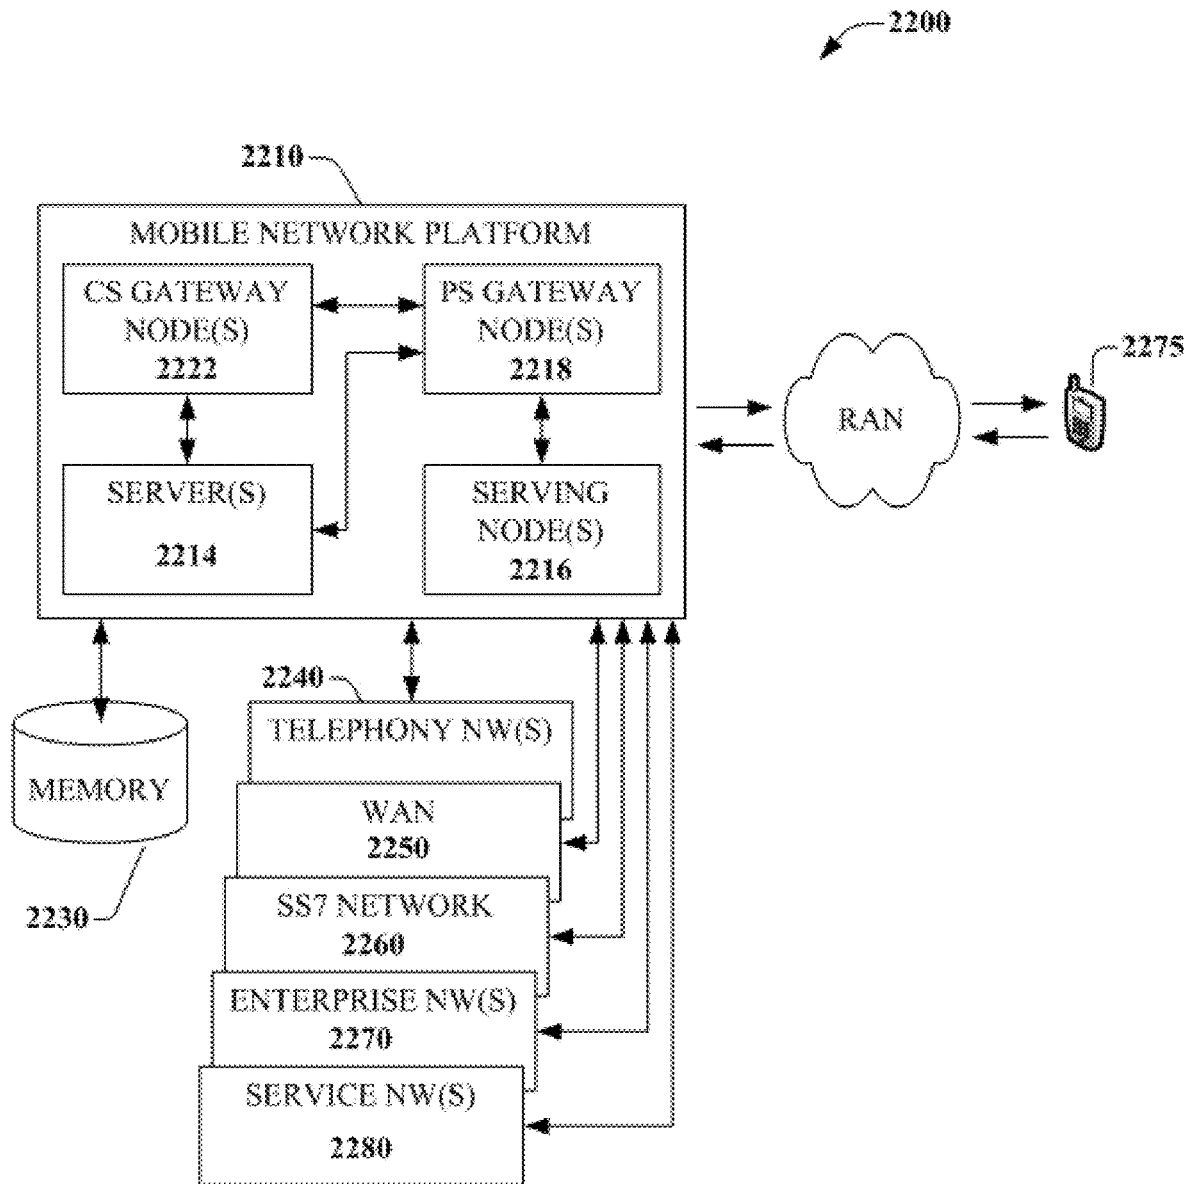 2200
2210
MOBILE NETWORK PLATFORM
CS GATEWAY
NODE(S)
2222
PS GATEWAY
NODE(S)
2218
SERVER(S)
2214
SERVING
NODE(S)
2216
RAN
2275
2240
TELEPHONY NW(S)
MEMORY
2230
WAN
2250
SS7 NETWORK
2260
ENTERPRISE NW(S)
2270
SERVICE NW(S)
2280